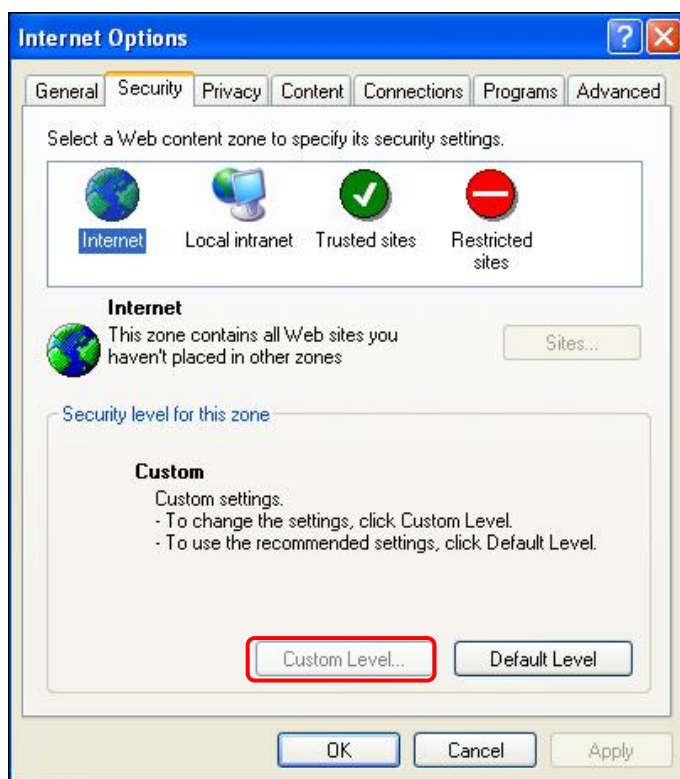 Internet Options
General Security Privacy Content Connections Programs Advanced
Select a Web content zone to specify its security settings.
Internet Local intranet Trusted sites Restricted
sites
Internet
This zone contains all Web sites you
haven't placed in other zones
Sites...
Security level for this zone
Custom
Custom settings.
- To change the settings, click Custom Level.
- To use the recommended settings, click Default Level.
Custom Level... Default Level
OK Cancel Apply